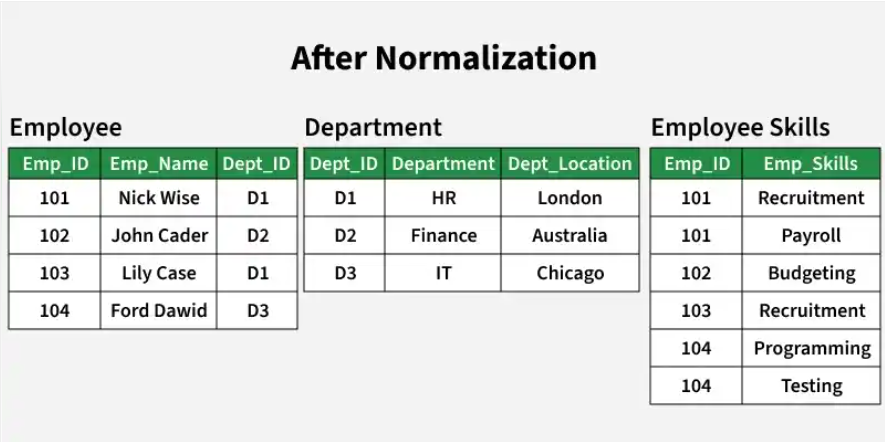 After Normalization
Employee
Emp_ID Emp_Name Dept_ID
101 Nick Wise D1
102 John Cader D2
103 Lily Case D1
104 Ford Dawid D3
Department
Dept_ID Department Dept_Location
D1 HR London
D2 Finance Australia
D3 IT Chicago
Employee Skills
Emp_ID Emp_Skills
101 Recruitment
101 Payroll
102 Budgeting
103 Recruitment
104 Programming
104 Testing